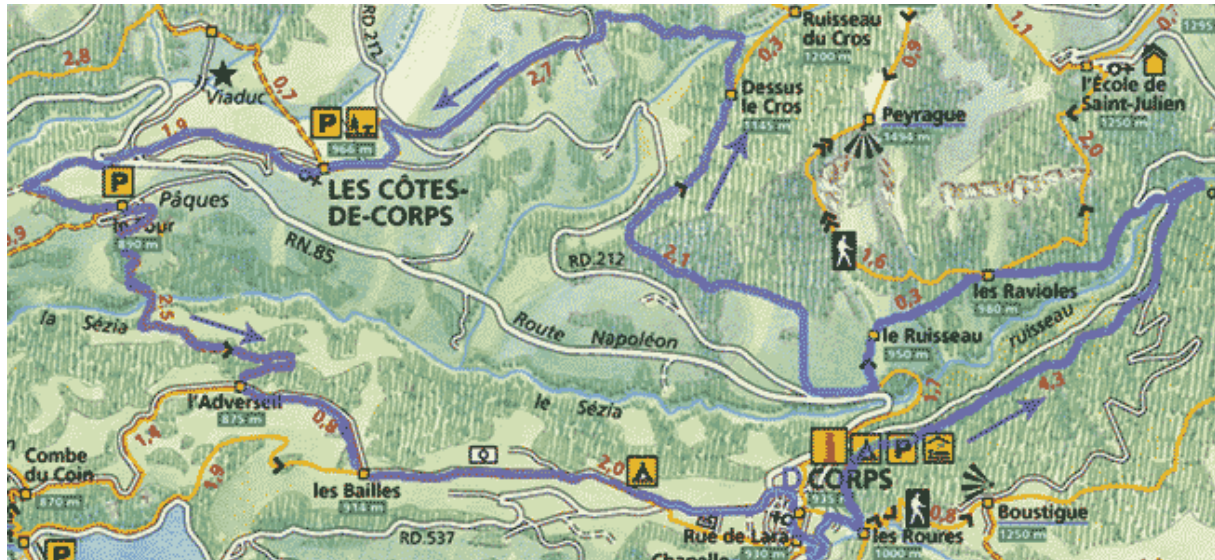 RD.212
Ruisseau
du Cros
1200 m
1,1
0,9
2,8
0,7
Viaduc
2,7
0,3
Dessus
le Cros
1145 m
Peyrague
l'École de
Saint-Julien
1250 m
P
1,9
966 m
2,0
LES CÔTES-
DE-CORPS
P
Pâques
890 m
RN.85
RD.212
2,1
1,6
0,3
les Ravioles
980 m
la Sézia
2,5
Route Napoléon
le Ruisseau
950 m
ruisseau
l'Adverseil
875 m
0,8
le Sézia
1,7
4,3
1,4
1,9
Combe
du Coin
870 m
les Bailles
914 m
2,0
P
D CORPS
RD.537
Rue de Lara
930 m
les Roures
1000 m
0,8
Boustigue
1250 m
Chapelle
P